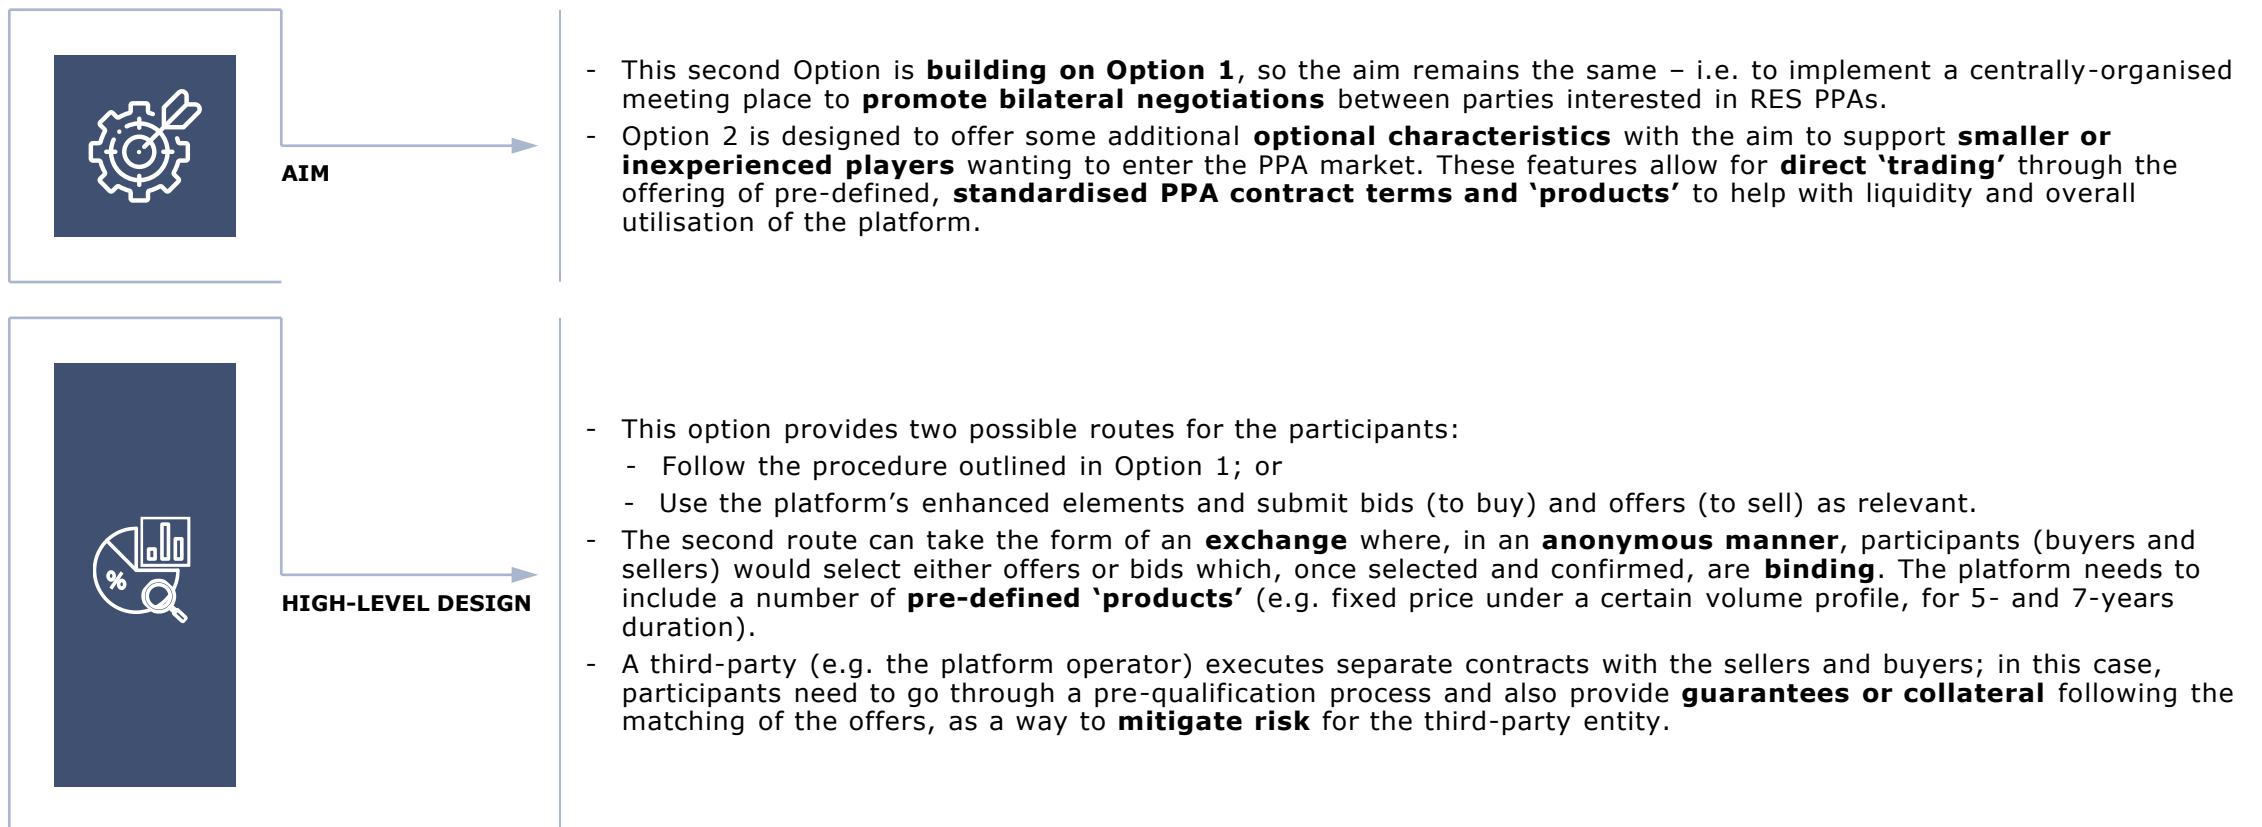 - This second Option is building on Option 1, so the aim remains the same – i.e. to implement a centrally-organised
meeting place to promote bilateral negotiations between parties interested in RES PPAs.
- Option 2 is designed to offer some additional optional characteristics with the aim to support smaller or
inexperienced players wanting to enter the PPA market. These features allow for direct ‘trading’ through the
offering of pre-defined, standardised PPA contract terms and ‘products’ to help with liquidity and overall
utilisation of the platform.
AIM
- This option provides two possible routes for the participants:
- Follow the procedure outlined in Option 1; or
- Use the platform’s enhanced elements and submit bids (to buy) and offers (to sell) as relevant.
- The second route can take the form of an exchange where, in an anonymous manner, participants (buyers and
sellers) would select either offers or bids which, once selected and confirmed, are binding. The platform needs to
include a number of pre-defined ‘products’ (e.g. fixed price under a certain volume profile, for 5- and 7-years
duration).
- A third-party (e.g. the platform operator) executes separate contracts with the sellers and buyers; in this case,
participants need to go through a pre-qualification process and also provide guarantees or collateral following the
matching of the offers, as a way to mitigate risk for the third-party entity.
%
HIGH-LEVEL DESIGN